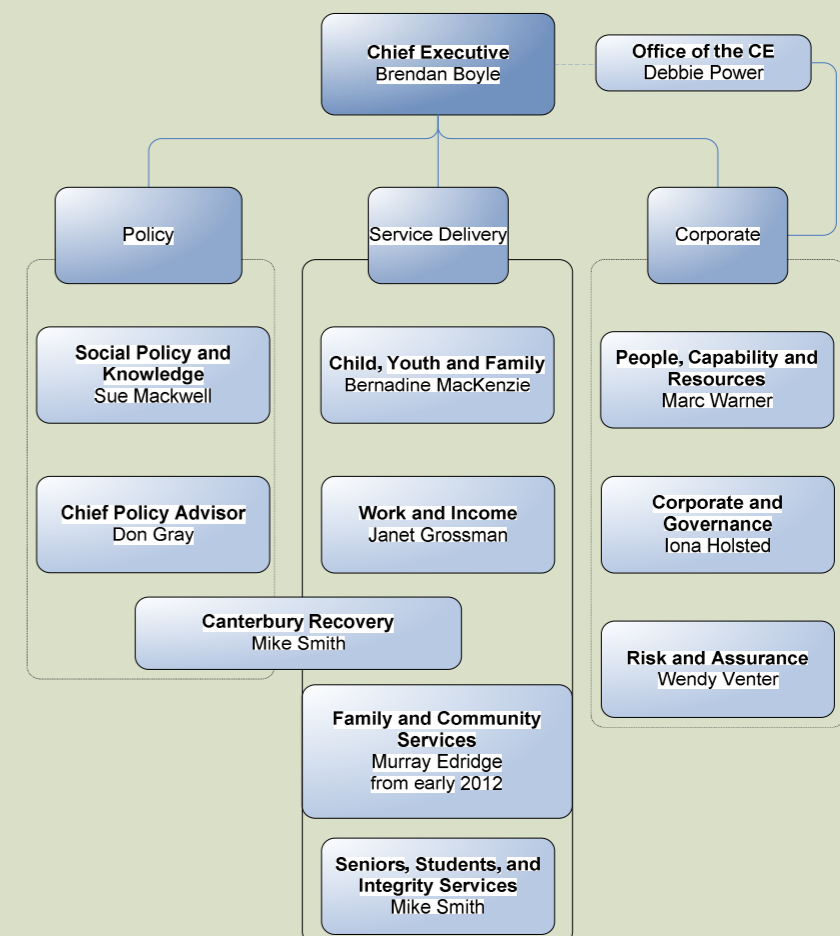 Chief Executive
Brendan Boyle
Office of the CE
Debbie Power
Policy
Service Delivery
Corporate
Social Policy and
Knowledge
Sue Mackwell
Child, Youth and Family
Bernadine MacKenzie
People, Capability and
Resources
Marc Warner
Chief Policy Advisor
Don Gray
Work and Income
Janet Grossman
Corporate and
Governance
Iona Holsted
Canterbury Recovery
Mike Smith
Risk and Assurance
Wendy Venter
Family and Community
Services
Murray Edridge
from early 2012
Seniors, Students, and
Integrity Services
Mike Smith